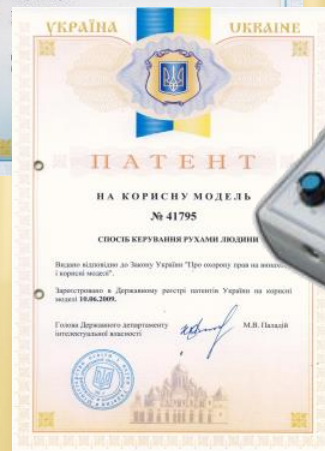 УКРАЇНА
UKRAINE
ПАТЕНТ
НА КОРИСНУ МОДЕЛЬ
№ 41795
СПОСІБ КЕРУВАННЯ РУХАМИ ЛЮДИНИ
Видано відповідно до Закону України "Про охорону прав на
і корисні моделі".
Зареєстровано в Державному реєстрі патентів України на корисні
моделі 10.06.2009.
Голова Державного департаменту
інтелектуальної власності
М.В. Паладій